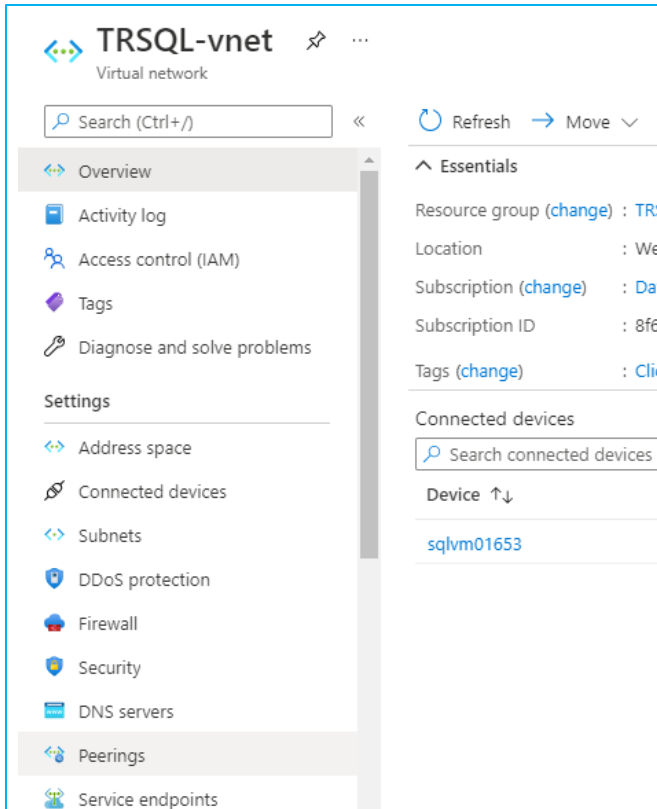 TRSQL-vnet
Virtual network
Search (Ctrl+/)
Overview
Activity log
Access control (IAM)
Tags
Diagnose and solve problems
Settings
Address space
Connected devices
Subnets
DDoS protection
Firewall
Security
DNS servers
Peerings
Service endpoints
Refresh Move
Essentials
Resource group (change) : TRS
Location : We
Subscription (change) : Da
Subscription ID : 8f6
Tags (change) : Clic
Connected devices
Search connected devices
Device ↑↓
sqlvm01653